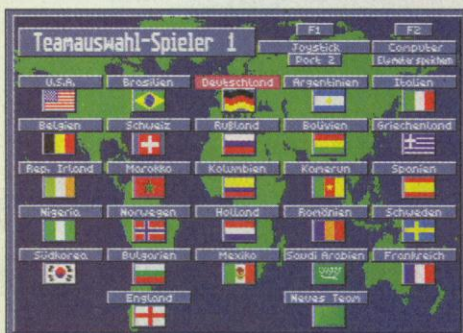 Teamauswahl-Spieler 1
F1 F2
Joystick Computer
Port 2 Elfmeter speichern
U.S.A. Brasilien Deutschland Argentinien Italien
Belgien Schweiz Rußland Bolivien Griechenland
Rep. Irland Marokko Kolumbien Kamerun Spanien
Nigeria Norwegen Holland Romänien Schweden
Südkorea Bulgarien Mexiko Saudi Arabien Frankreich
England Neues Team